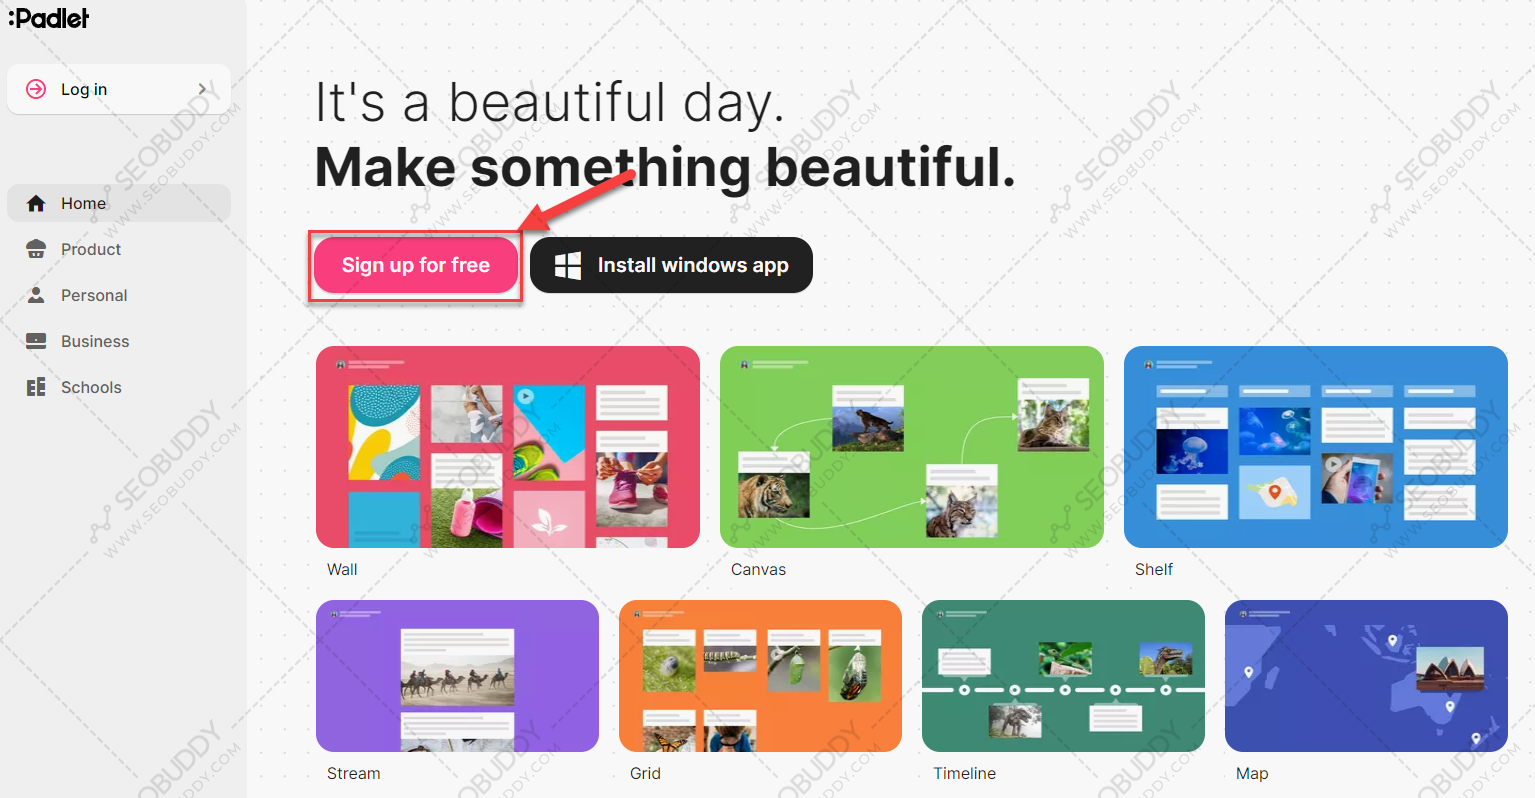 :Padlet
Log in
Home
Product
Personal
Business
Schools
It's a beautiful day.
Make something beautiful.
Sign up for free
Install windows app
Wall
Canvas
Shelf
Stream
Grid
Timeline
Map
SEOBUDDY
WWW.SEOBUDDY.COM